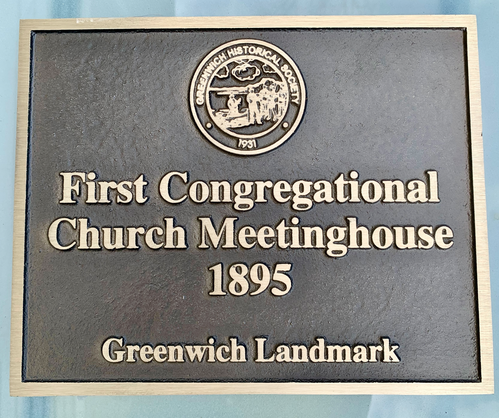 GREENWICH HISTORICAL SOCIETY
1931
First Congregational
Church Meetinghouse
1895
Greenwich Landmark